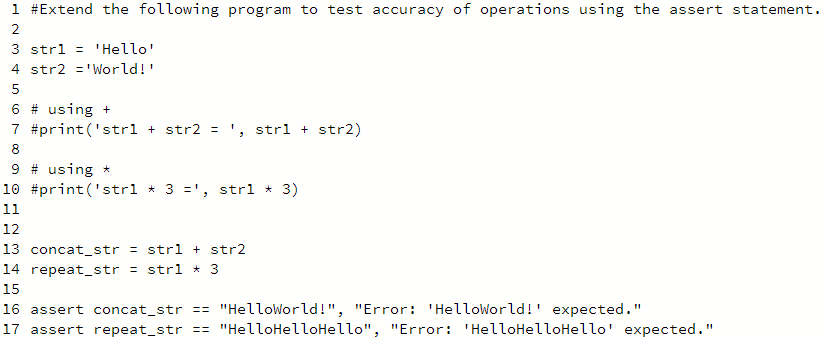 1 #Extend the following program to test accuracy of operations using the assert statement.
2
3 str1 = 'Hello'
4 str2 ='World!'
5
6 # using +
7 #print('str1 + str2 = ', str1 + str2)
8
9 # using *
10 #print('str1 * 3 =', str1 * 3)
11
12
13 concat_str = str1 + str2
14 repeat_str = str1 * 3
15
16 assert concat_str == "HelloWorld!", "Error: 'HelloWorld!' expected."
17 assert repeat_str == "HelloHelloHello", "Error: 'HelloHelloHello' expected."